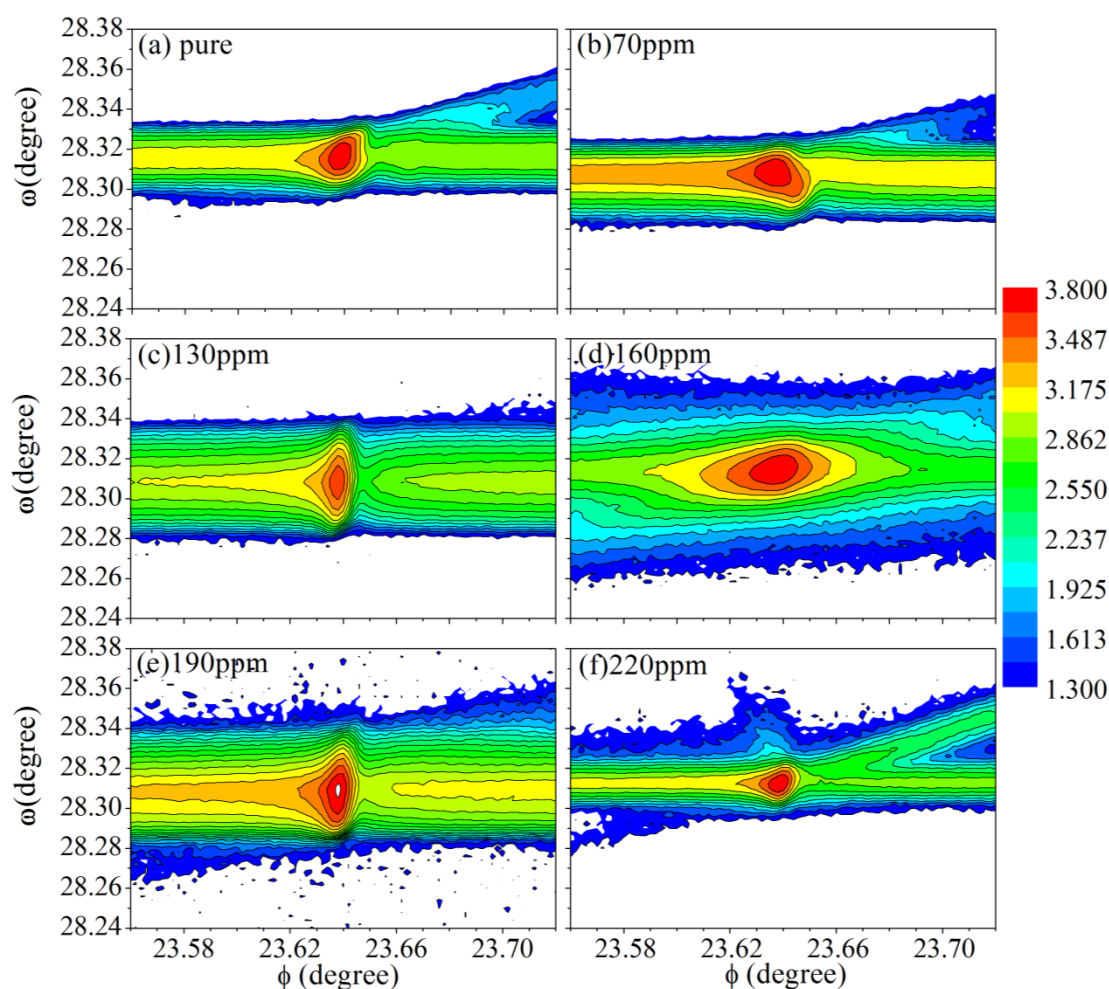 28.38
28.36
28.34
28.32
28.30
28.28
28.26
28.24
ω(degree)
(a) pure
(b)70ppm
28.38
28.36
28.34
28.32
28.30
28.28
28.26
28.24
ω(degree)
(c)130ppm
(d)160ppm
3.800
3.487
3.175
2.862
2.550
2.237
1.925
1.613
1.300
28.38
28.36
28.34
28.32
28.30
28.28
28.26
28.24
ω(degree)
(e)190ppm
(f)220ppm
23.58 23.62 23.66 23.70
23.58 23.62 23.66 23.70
ϕ (degree)
ϕ (degree)